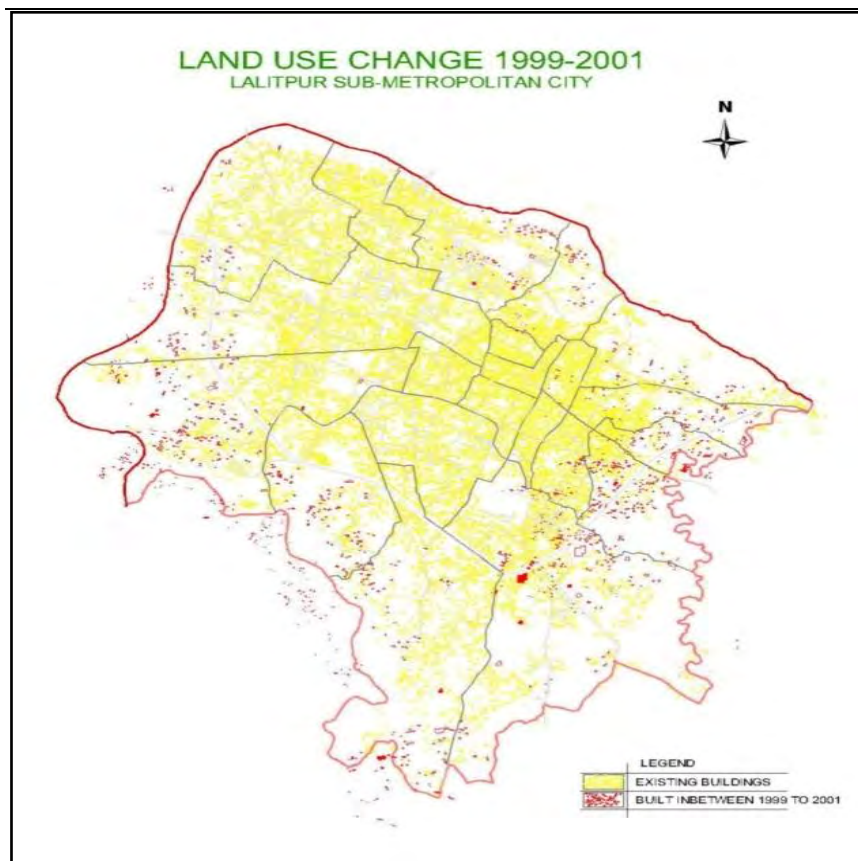 LAND USE CHANGE 1999-2001
LALITPUR SUB-METROPOLITAN CITY
N
LEGEND
EXISTING BUILDINGS
BUILT INBETWEEN 1999 TO 2001